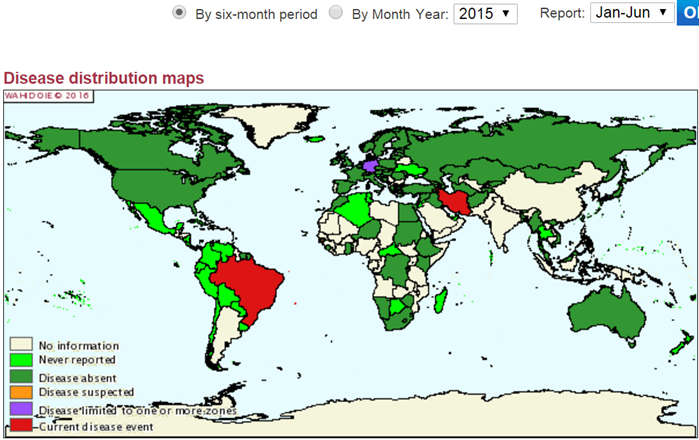 By six-month period By Month Year: 2015 Report: Jan-Jun
Disease distribution maps
WAHID OIE © 2016
No information
Never reported
Disease absent
Disease suspected
Disease limited to one or more zones
Current disease event